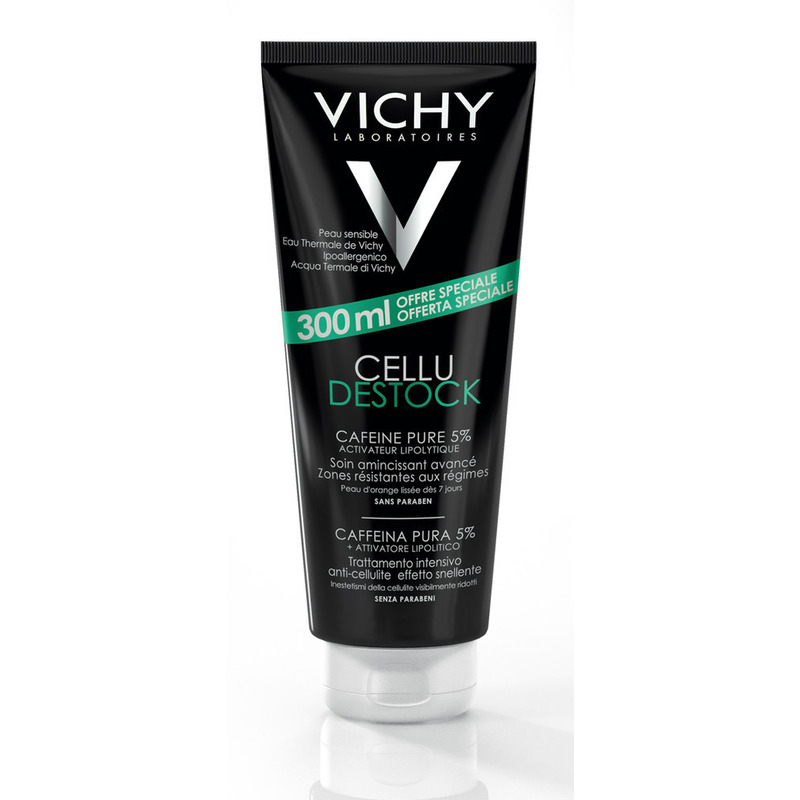 VICHY
LABORATOIRES
Peau sensible
Eau Thermale de Vichy
Ipoallergenico
Acqua Termale di Vichy
300 ml OFFRE SPECIALE
OFFERTA SPECIALE
CELLU
DESTOCK
CAFEINE PURE 5%
ACTIVATEUR LIPOLYTIQUE
Soin amincissant avancé
Zones résistantes aux régimes
Peau d'orange lissée dès 7 jours
SANS PARABEN
CAFFEINA PURA 5%
+ ATTIVATORE LIPOLITICO
Trattamento intensivo
anti-cellulite effetto snellente
Inestetismi della cellulite visibilmente ridotti
SENZA PARABENI